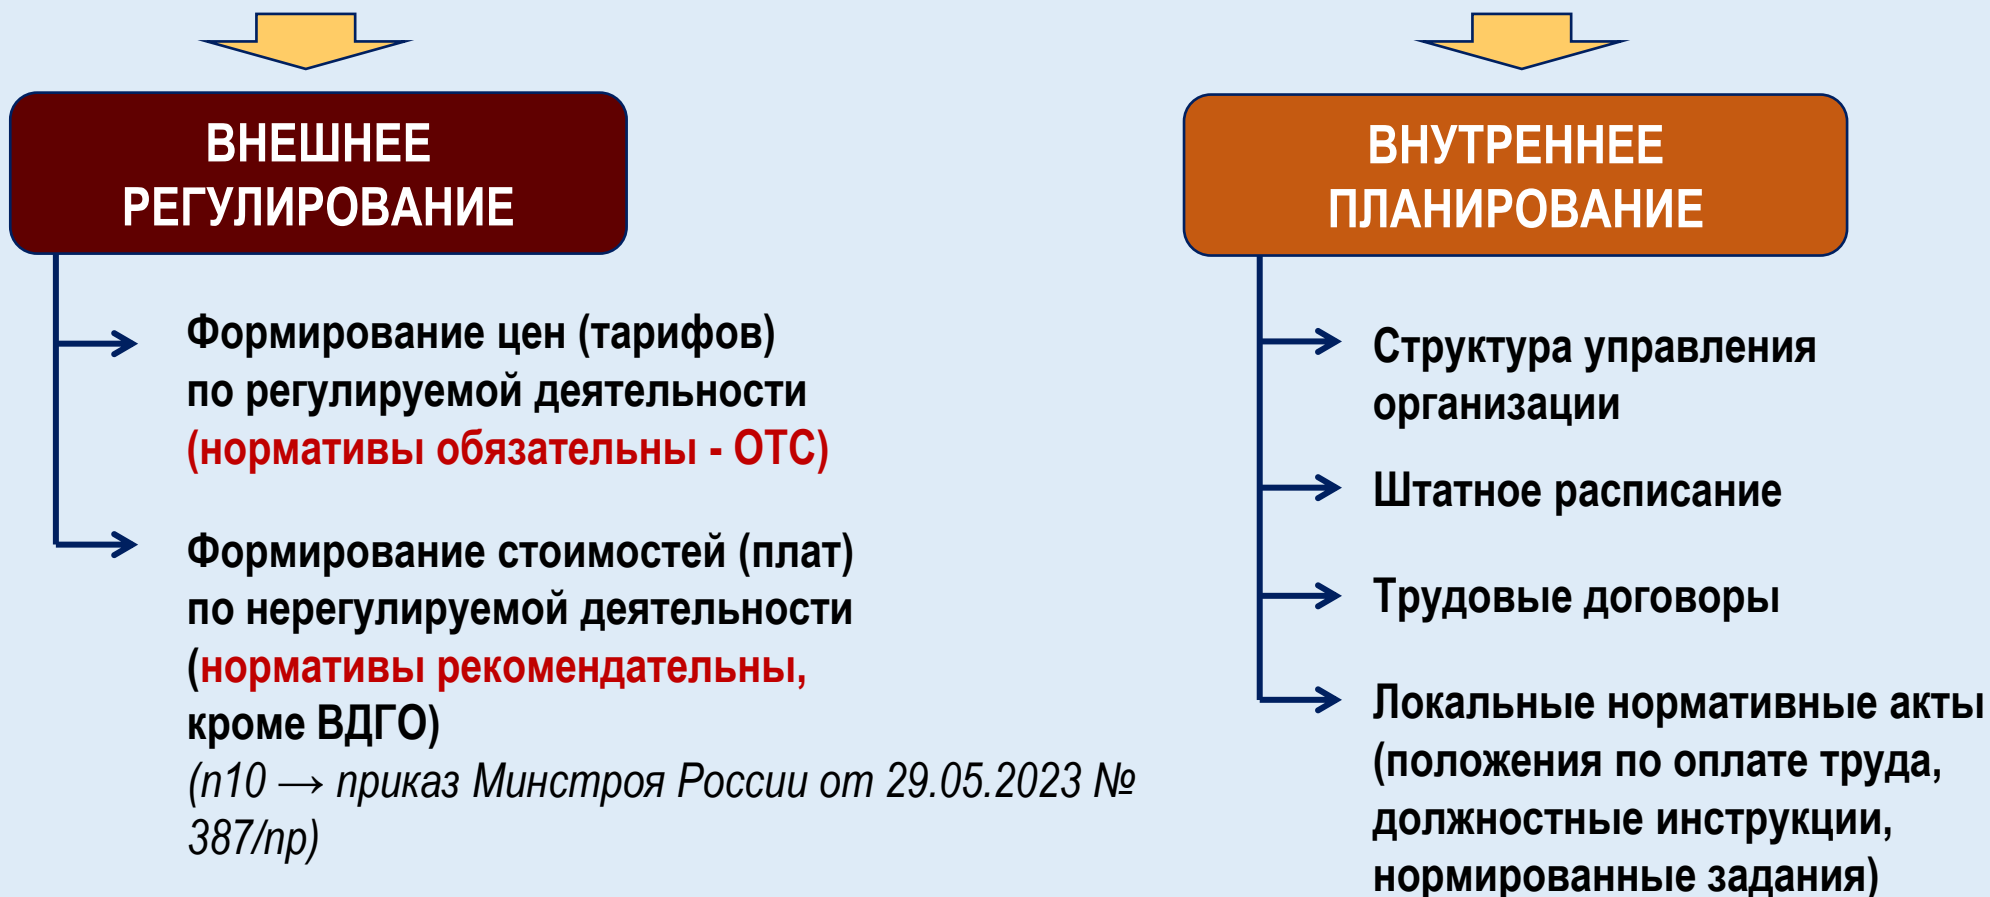 ВНЕШНЕЕ
РЕГУЛИРОВАНИЕ
Формирование цен (тарифов)
по регулируемой деятельности
(нормативы обязательны - ОТС)
Формирование стоимостей (плат)
по нерегулируемой деятельности
(нормативы рекомендательны,
кроме ВДГО)
(п10 → приказ Минстроя России от 29.05.2023 №
387/пр)
ВНУТРЕННЕЕ
ПЛАНИРОВАНИЕ
Структура управления
организации
Штатное расписание
Трудовые договоры
Локальные нормативные акты
(положения по оплате труда,
должностные инструкции,
нормированные задания)